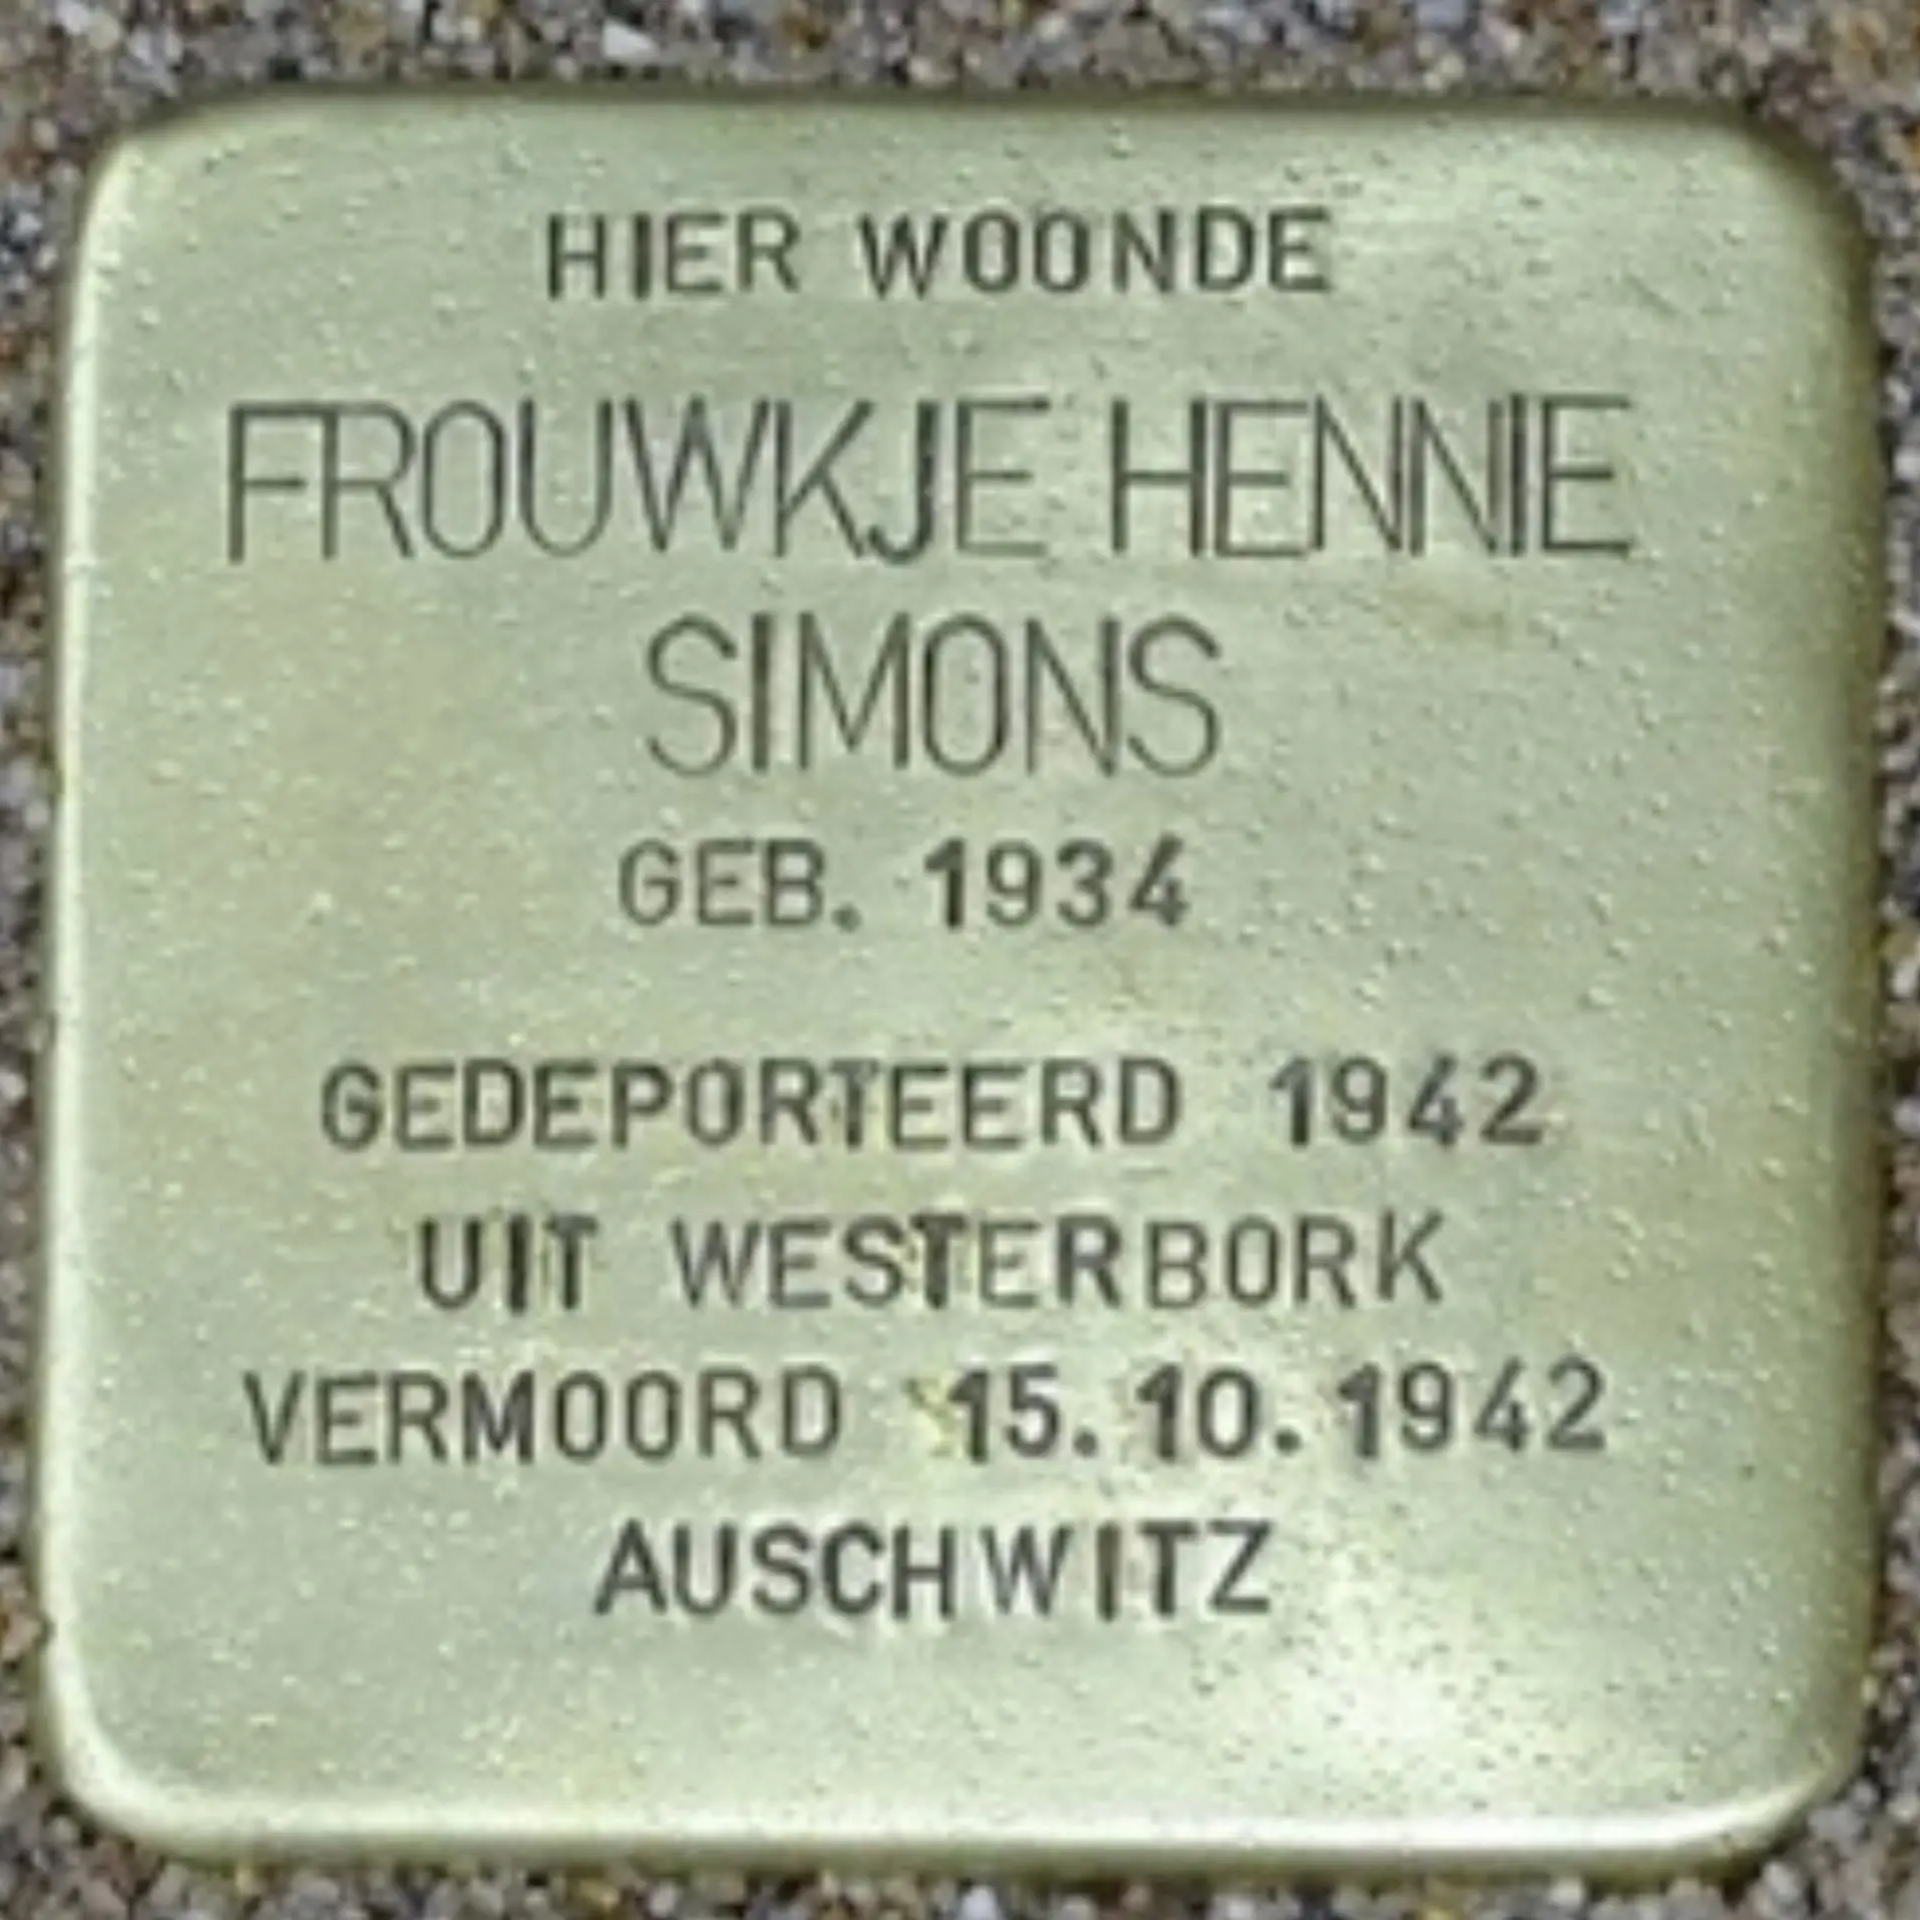 HIER WOONDE
FROUWKJE HENNIE
SIMONS
GEB. 1934
GEDEPORTEERD 1942
UIT WESTERBORK
VERMOORD 15.10.1942
AUSCHWITZ